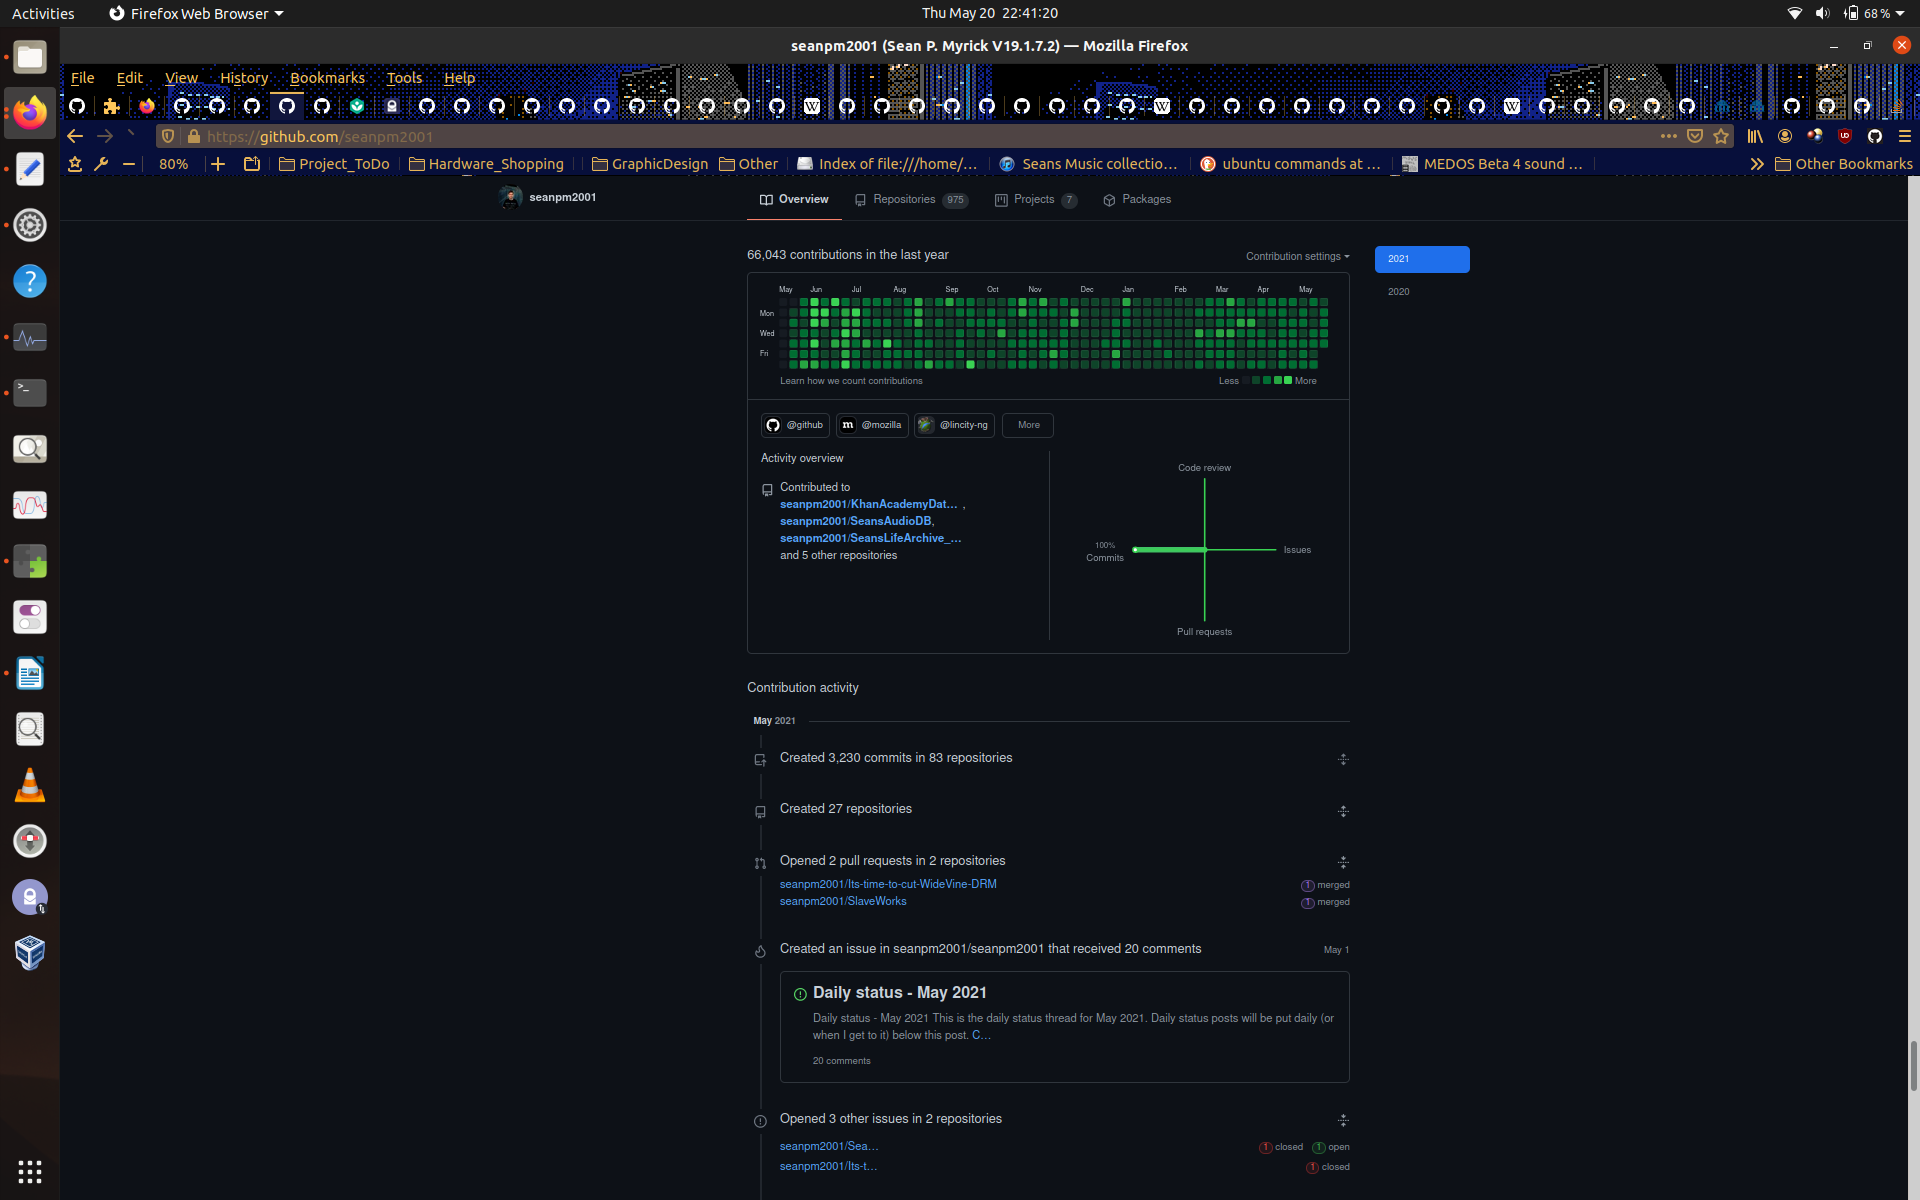 Activities
Firefox Web Browser
Thu May 20 22:41:20
68 %
seanpm2001 (Sean P. Myrick V19.1.7.2) — Mozilla Firefox
File Edit View History Bookmarks Tools Help
https://github.com/seanpm2001
80%
Project_ToDo
Hardware_Shopping
GraphicDesign
Other
Index of file:///home/…
Seans Music collectio…
ubuntu commands at …
MEDOS Beta 4 sound …
Other Bookmarks
seanpm2001
Overview
Repositories 975
Projects 7
Packages
66,043 contributions in the last year
Contribution settings
2021
2020
May Jun Jul Aug Sep Oct Nov Dec Jan Feb Mar Apr May
Mon
Wed
Fri
Learn how we count contributions
Less
More
@github
@mozilla
@lincity-ng
More
Activity overview
Contributed to
seanpm2001/KhanAcademyDat… ,
seanpm2001/SeansAudioDB,
seanpm2001/SeansLifeArchive_…
and 5 other repositories
Code review
100%
Commits
Issues
Pull requests
Contribution activity
May 2021
Created 3,230 commits in 83 repositories
Created 27 repositories
Opened 2 pull requests in 2 repositories
seanpm2001/Its-time-to-cut-WideVine-DRM 1 merged
seanpm2001/SlaveWorks 1 merged
Created an issue in seanpm2001/seanpm2001 that received 20 comments May 1
Daily status - May 2021
Daily status - May 2021 This is the daily status thread for May 2021. Daily status posts will be put daily (or
when I get to it) below this post. C…
20 comments
Opened 3 other issues in 2 repositories
seanpm2001/Sea… 1 closed 1 open
seanpm2001/Its-t… 1 closed